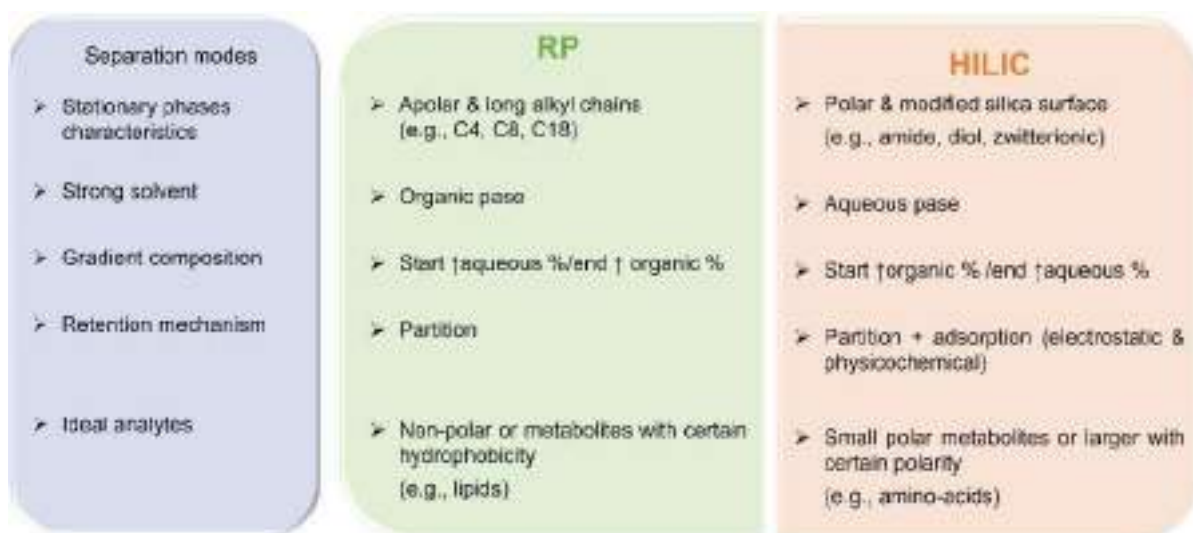 Separation modes
➢ Stationary phases
characteristics
➢ Strong solvent
➢ Gradient composition
➢ Retention mechanism
➢ Ideal analytes
RP
➢ Apolar & long alkyl chains
(e.g., C4, C8, C18)
➢ Organic pase
➢ Start ↑aqueous %/end ↑ organic %
➢ Partition
➢ Non-polar or metabolites with certain
hydrophobicity
(e.g., lipids)
HILIC
➢ Polar & modified silica surface
(e.g., amide, diol, zwitterionic)
➢ Aqueous pase
➢ Start ↑organic % /end ↑aqueous %
➢ Partition + adsorption (electrostatic &
physicochemical)
➢ Small polar metabolites or larger with
certain polarity
(e.g., amino-acids)